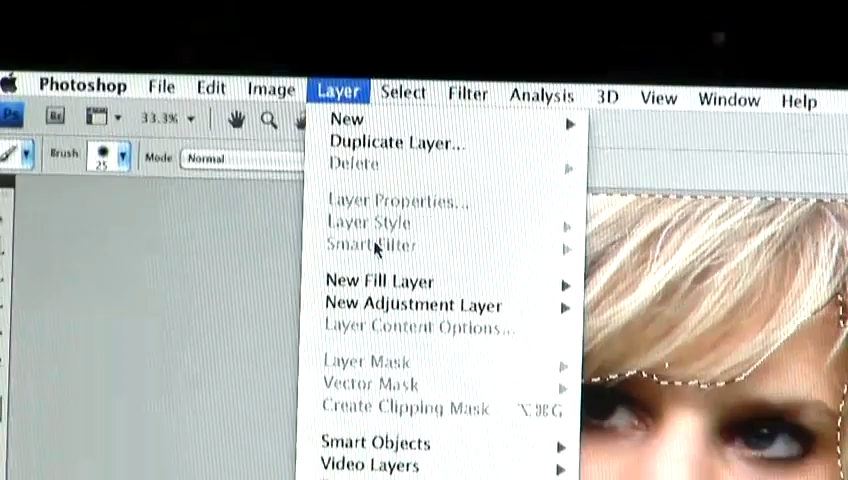 Photoshop File Edit Image Layer Select Filter Analysis 3D View Window Help
Ps Br 33.3%
Brush 25 Mode Normal
New
Duplicate Layer...
Delete
Layer Properties...
Layer Style
Smart Filter
New Fill Layer
New Adjustment Layer
Layer Content Options...
Layer Mask
Vector Mask
Create Clipping Mask ⌥⌘G
Smart Objects
Video Layers